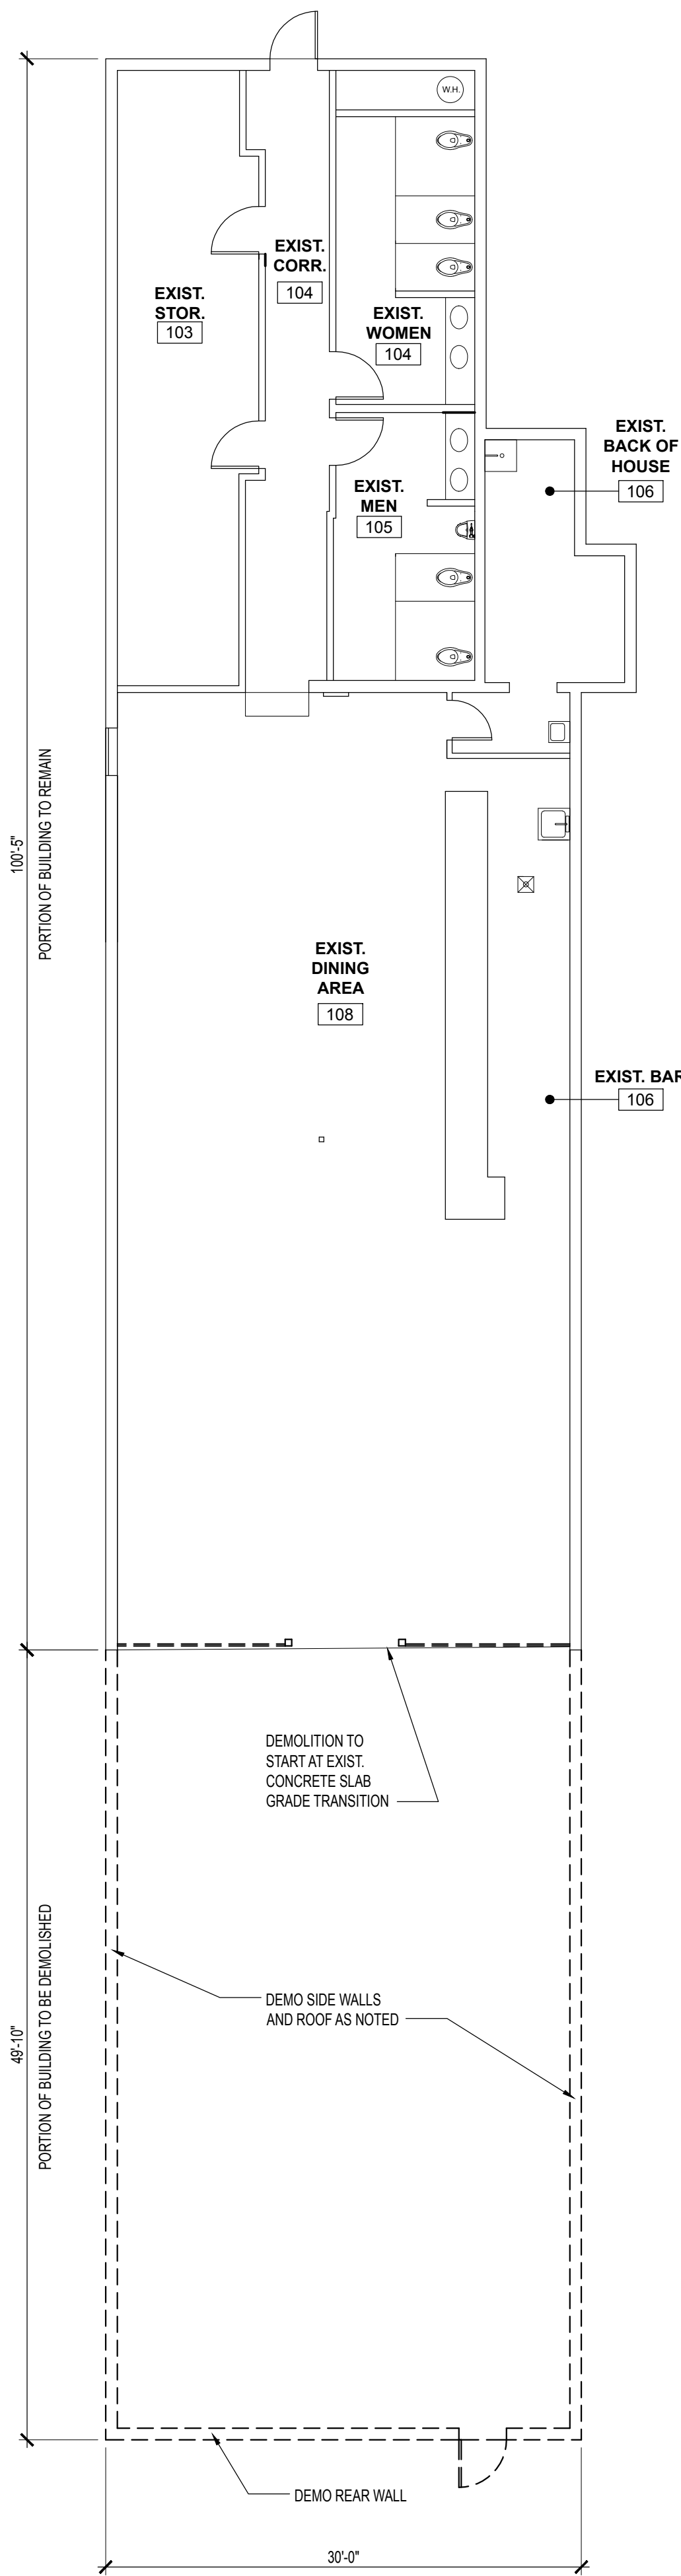 W.H.
EXIST.
CORR.
104
EXIST.
STOR.
103
EXIST.
WOMEN
104
EXIST.
BACK OF
HOUSE
106
EXIST.
MEN
105
100'-5"
PORTION OF BUILDING TO REMAIN
EXIST.
DINING
AREA
108
EXIST. BAR
106
DEMOLITION TO
START AT EXIST.
CONCRETE SLAB
GRADE TRANSITION
49'-10"
PORTION OF BUILDING TO BE DEMOLISHED
DEMO SIDE WALLS
AND ROOF AS NOTED
DEMO REAR WALL
30'-0"